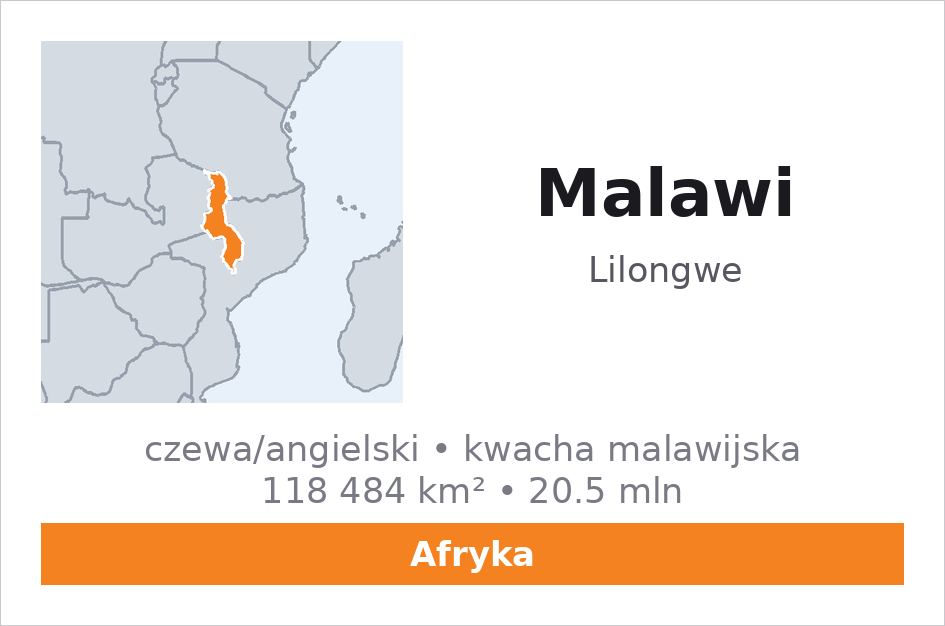 Malawi
Lilongwe
czewa/angielski • kwacha malawijska
118 484 km² • 20.5 mln
Afryka